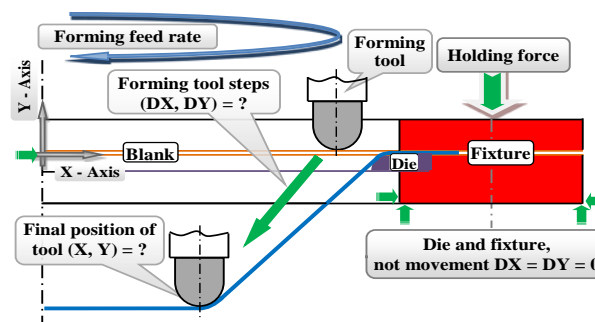 Forming feed rate
Forming
tool
Holding force
Y - Axis
Forming tool steps
(DX, DY) = ?
Blank
Die
Fixture
X - Axis
Final position of
tool (X, Y) = ?
Die and fixture,
not movement DX = DY =